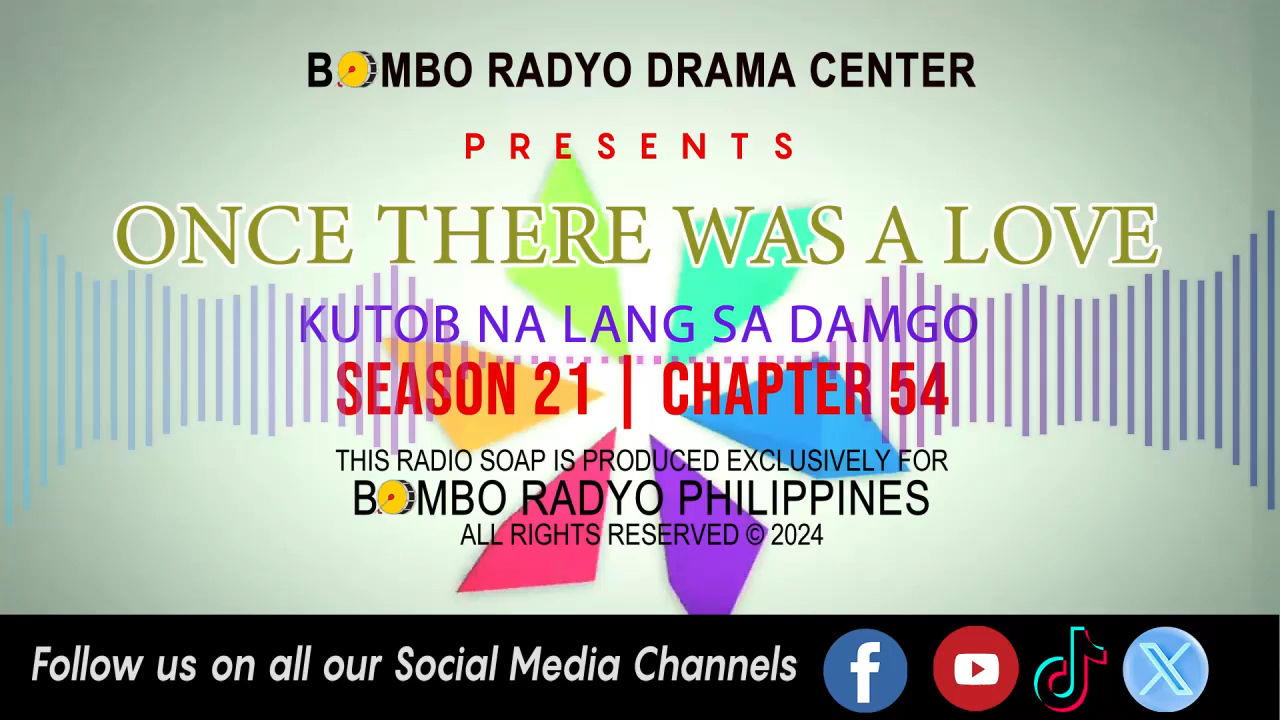 BOMBO RADYO DRAMA CENTER
PRESENTS
ONCE THERE WAS A LOVE
KUTOB NA LANG SA DAMGO
SEASON 21 | CHAPTER 54
THIS RADIO SOAP IS PRODUCED EXCLUSIVELY FOR
BOMBO RADYO PHILIPPINES
ALL RIGHTS RESERVED © 2024
Follow us on all our Social Media Channels